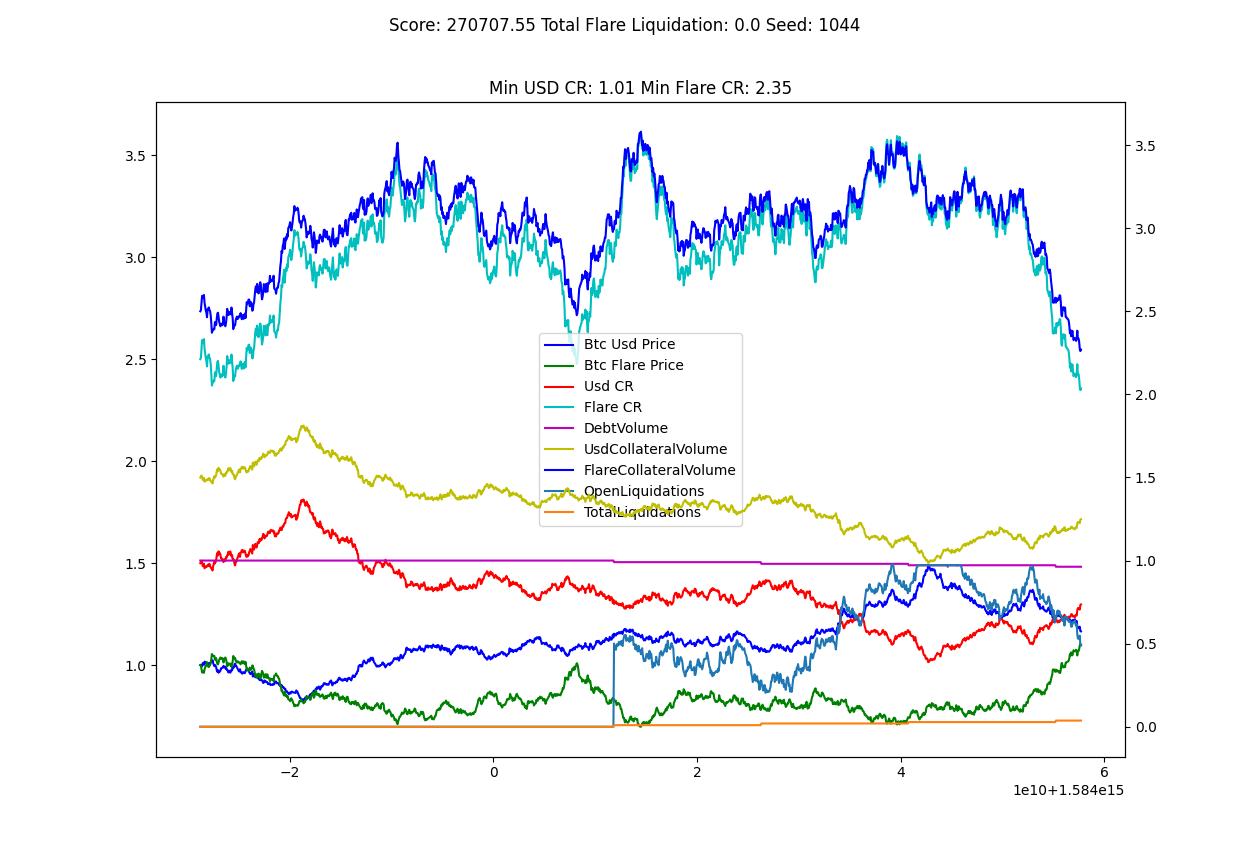 Score: 270707.55 Total Flare Liquidation: 0.0 Seed: 1044
Min USD CR: 1.01 Min Flare CR: 2.35
3.5
3.0
2.5
2.0
1.5
1.0
Btc Usd Price
Btc Flare Price
Usd CR
Flare CR
DebtVolume
UsdCollateralVolume
FlareCollateralVolume
OpenLiquidations
TotalLiquidations
3.5
3.0
2.5
2.0
1.5
1.0
0.5
0.0
−2
0
2
4
6
1e10+1.584e15